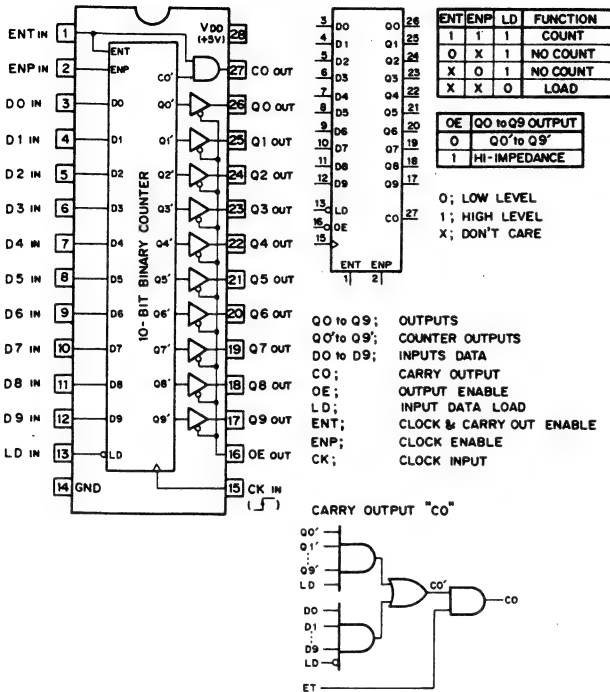 ENT IN 1 ENT VDD (+5V) 28
ENP IN 2 ENP CO' 27 CO OUT
D0 IN 3 D0 Q0' 26 Q0 OUT
D1 IN 4 D1 Q1' 25 Q1 OUT
D2 IN 5 D2 Q2' 24 Q2 OUT
D3 IN 6 D3 Q3' 23 Q3 OUT
D4 IN 7 D4 Q4' 22 Q4 OUT
D5 IN 8 D5 Q5' 21 Q5 OUT
D6 IN 9 D6 Q6' 20 Q6 OUT
D7 IN 10 D7 Q7' 19 Q7 OUT
D8 IN 11 D8 Q8' 18 Q8 OUT
D9 IN 12 D9 Q9' 17 Q9 OUT
LD IN 13 LD 16 OE OUT
14 GND 15 CK IN
10-BIT BINARY COUNTER
3 D0 Q0 26
4 D1 Q1 25
5 D2 Q2 24
6 D3 Q3 23
7 D4 Q4 22
8 D5 Q5 21
9 D6 Q6 20
10 D7 Q7 19
11 D8 Q8 18
12 D9 Q9 17
13 LD CO 27
16 OE
15
ENT ENP
1 2
ENT ENP LD FUNCTION
1 1 1 COUNT
0 X 1 NO COUNT
X 0 1 NO COUNT
X X 0 LOAD
OE Q0 to Q9 OUTPUT
0 Q0' to Q9'
1 HI-IMPEDANCE
0; LOW LEVEL
1; HIGH LEVEL
X; DON'T CARE
Q0 to Q9; OUTPUTS
Q0' to Q9'; COUNTER OUTPUTS
D0 to D9; INPUTS DATA
CO; CARRY OUTPUT
OE; OUTPUT ENABLE
LD; INPUT DATA LOAD
ENT; CLOCK & CARRY OUT ENABLE
ENP; CLOCK ENABLE
CK; CLOCK INPUT
CARRY OUTPUT "CO"
Q0'
Q1'
Q9'
LD
CO' CO
D0
D1
D9
LD
ET